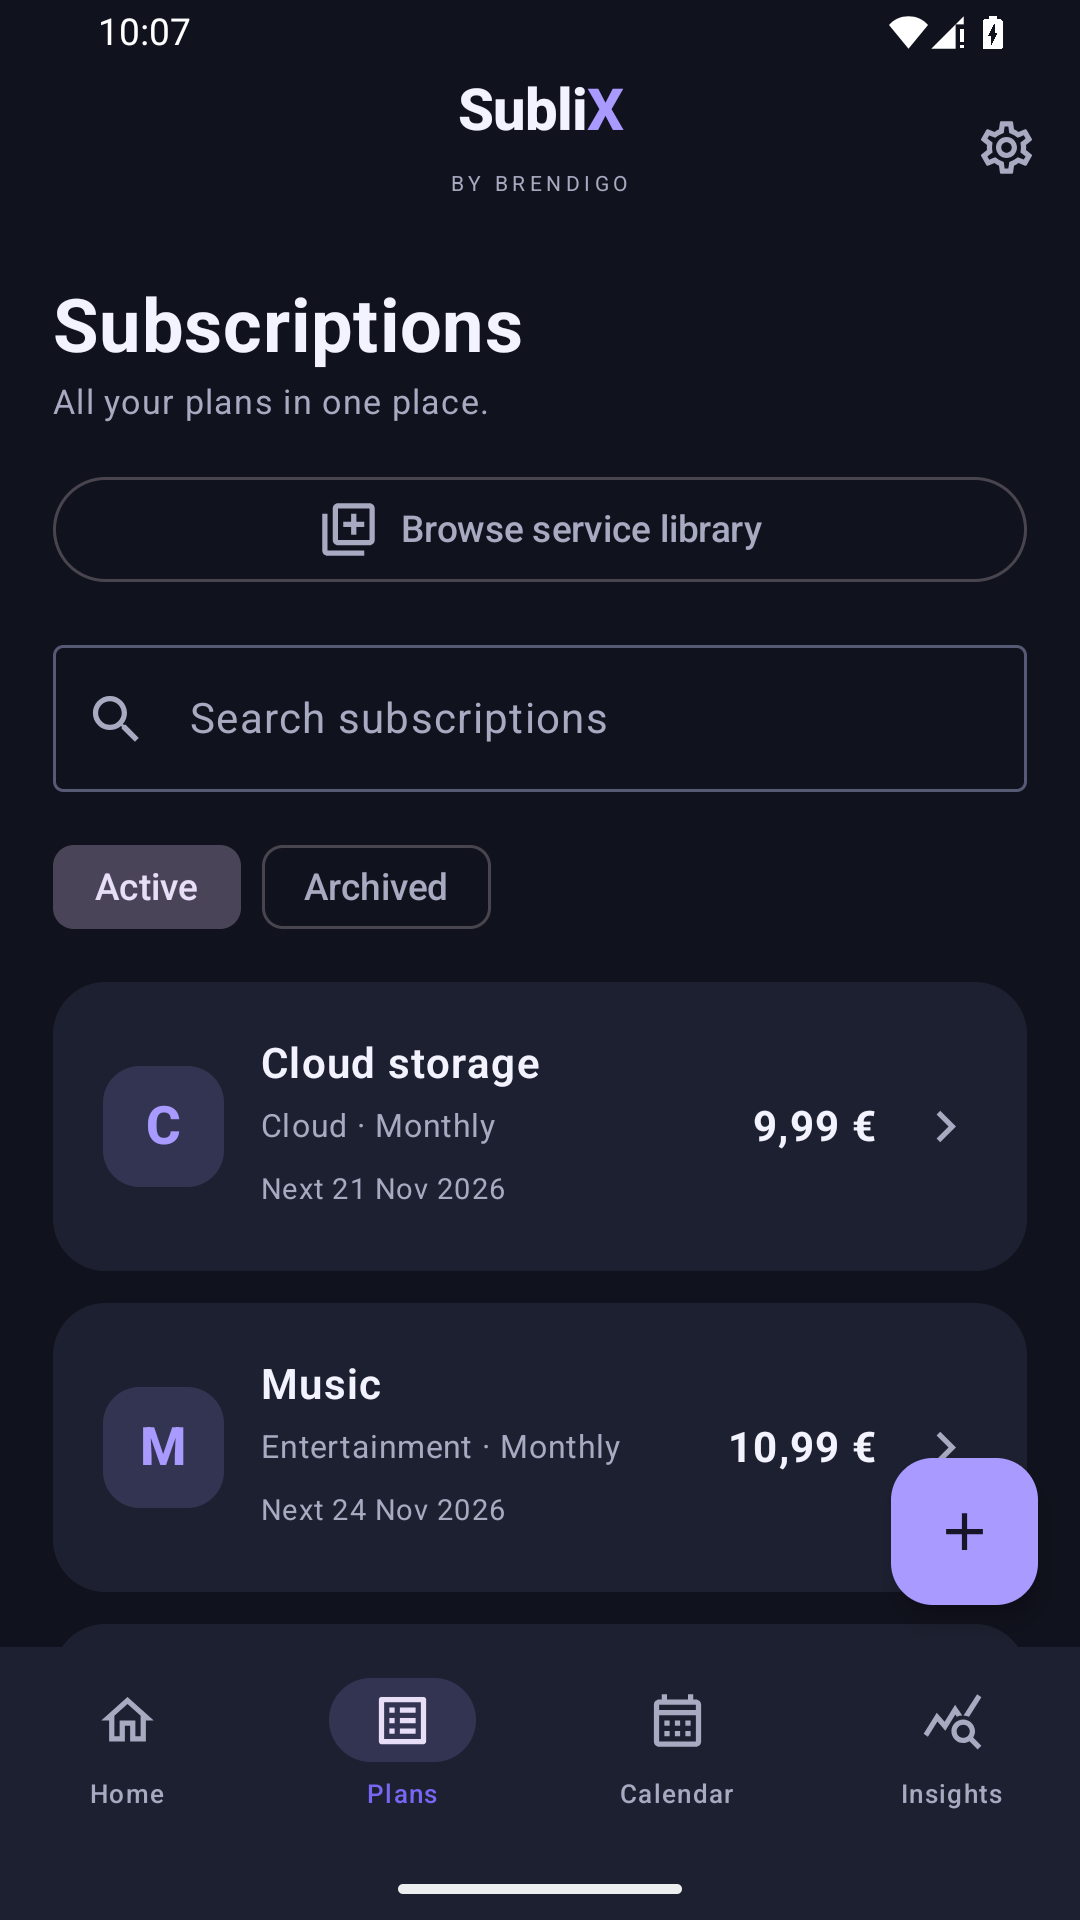 10:07
SubliX
BY BRENDIGO
Subscriptions
All your plans in one place.
Browse service library
Search subscriptions
Active
Archived
C
Cloud storage
Cloud · Monthly
Next 21 Nov 2026
9,99 €
M
Music
Entertainment · Monthly
Next 24 Nov 2026
10,99 €
Home
Plans
Calendar
Insights